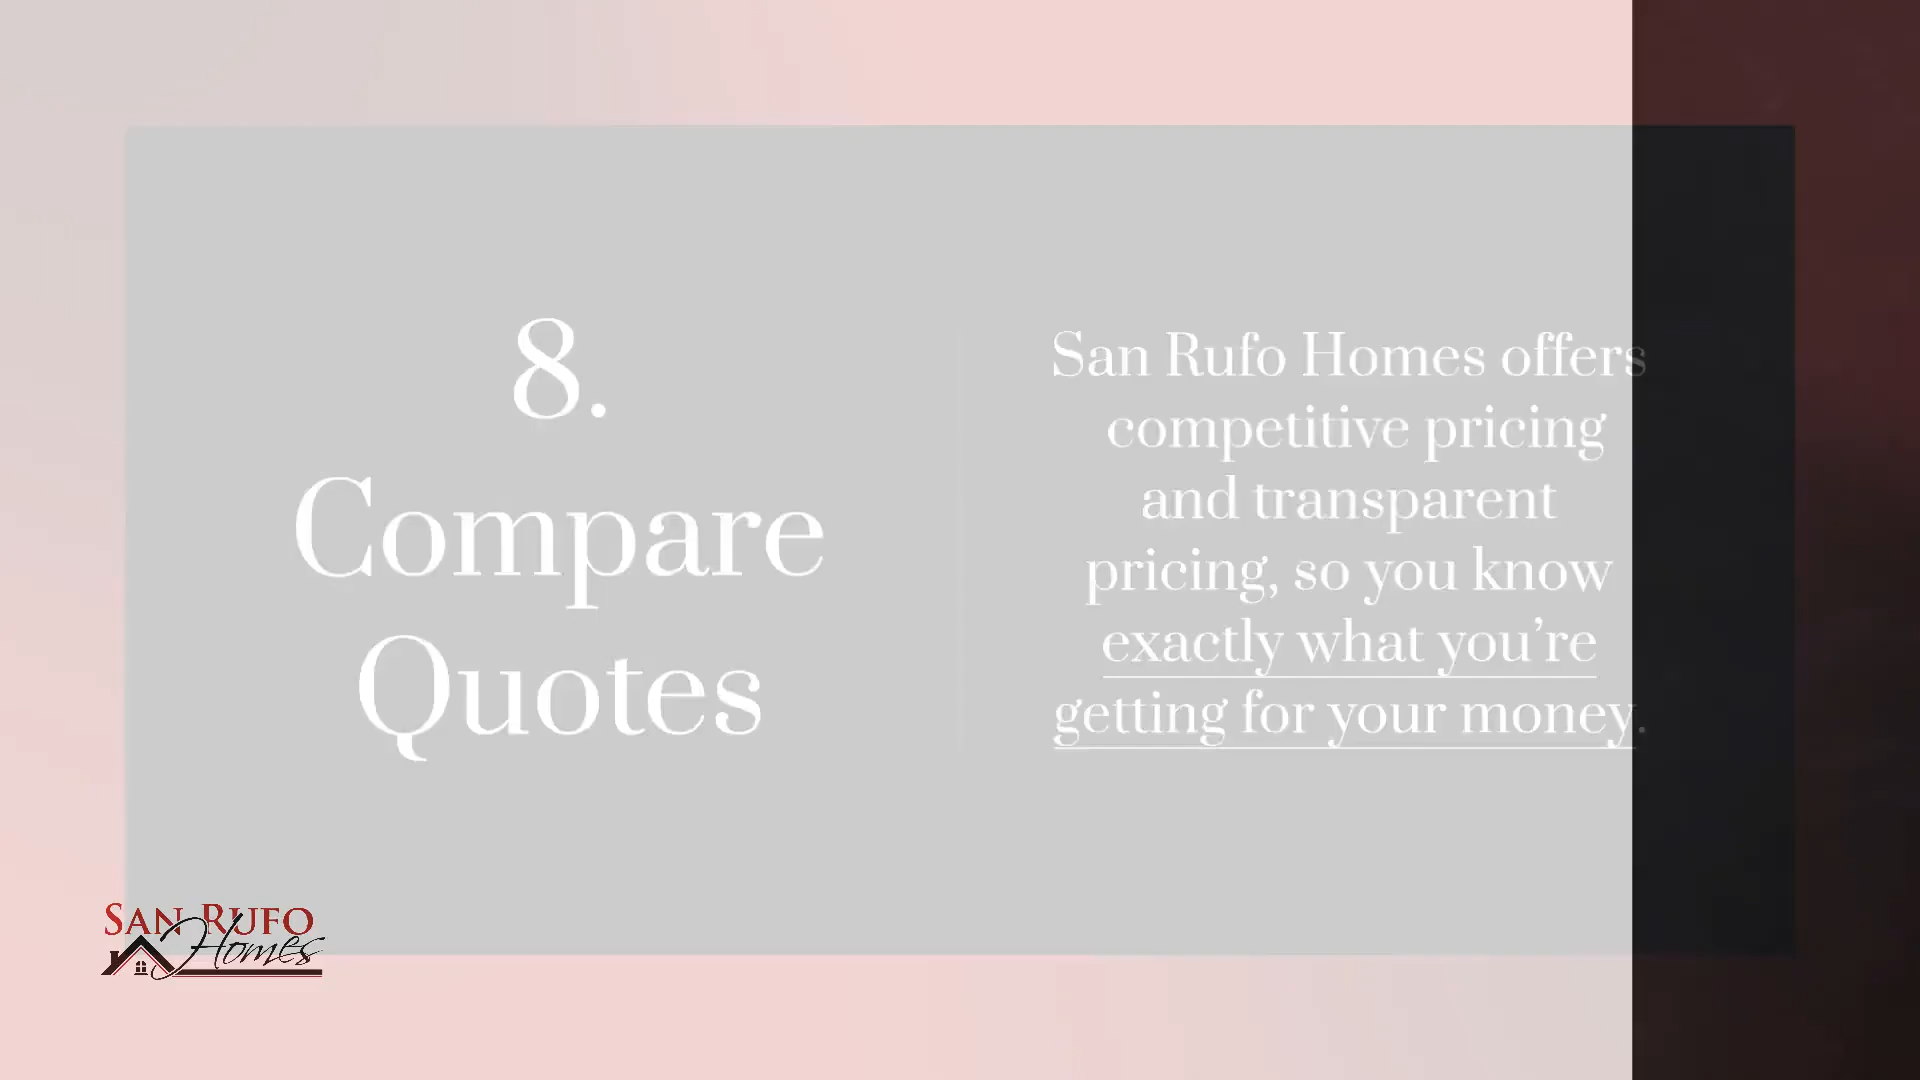 8.
Compare
Quotes
San Rufo Homes offers
competitive pricing
and transparent
pricing, so you know
exactly what you’re
getting for your money.
SAN RUFO
Homes